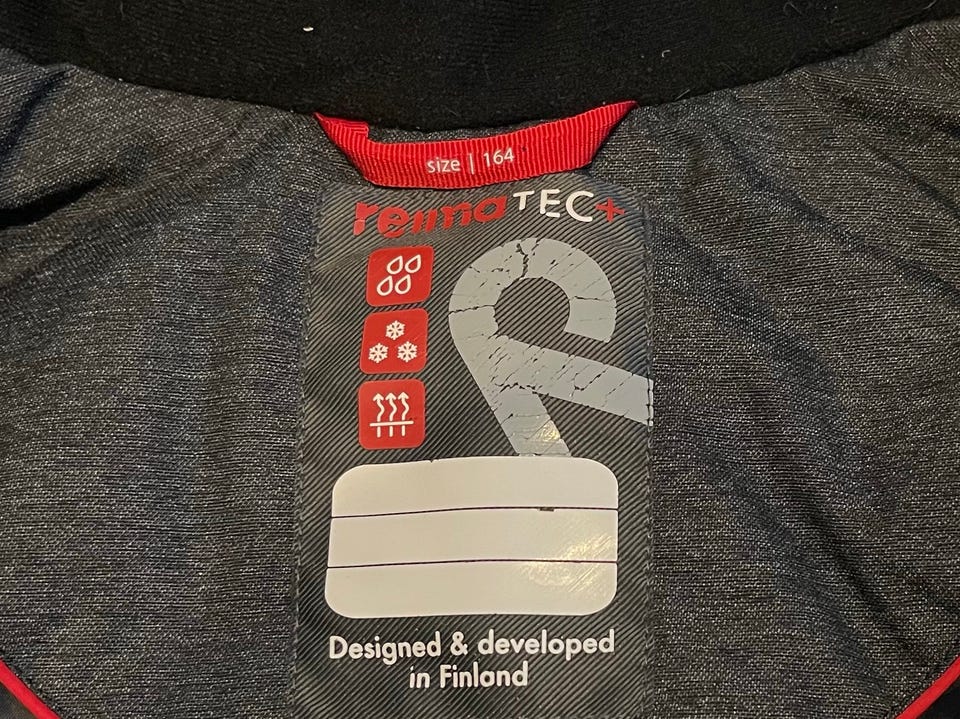 size | 164
reimaTEC+
Designed & developed
in Finland